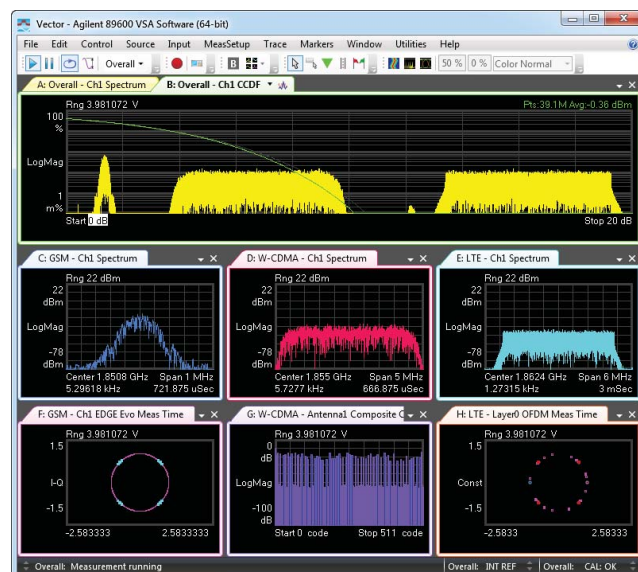 Vector - Agilent 89600 VSA Software (64-bit)
File Edit Control Source Input MeasSetup Trace Markers Window Utilities Help
Overall B 50 % 0 % Color Normal
A: Overall - Ch1 Spectrum B: Overall - Ch1 CCDF
Rng 3.981072 V Pts:39.1M Avg:-0.36 dBm
100
%
LogMag
1
m%
Start 0 dB Stop 20 dB
C: GSM - Ch1 Spectrum D: W-CDMA - Ch1 Spectrum E: LTE - Ch1 Spectrum
Rng 22 dBm Rng 22 dBm Rng 22 dBm
22 22 22
dBm dBm dBm
LogMag LogMag LogMag
-78 -78 -78
dBm dBm dBm
Center 1.8508 GHz Span 1 MHz Center 1.855 GHz Span 5 MHz Center 1.8624 GHz Span 6 MHz
5.29618 kHz 721.875 uSec 5.7277 kHz 666.875 uSec 1.27315 kHz 3 mSec
F: GSM - Ch1 EDGE Evo Meas Time G: W-CDMA - Antenna1 Composite C H: LTE - Layer0 OFDM Meas Time
Rng 3.981072 V Rng 3.981072 V Rng 3.981072 V
1.5 0 1.5
dB
I-Q LogMag Const
-1.5 -100 -1.5
dB
-2.583333 2.5833333 Start 0 code Stop 511 code -2.5833 2.5833
Overall: Measurement running Overall: INT REF Overall: CAL: OK